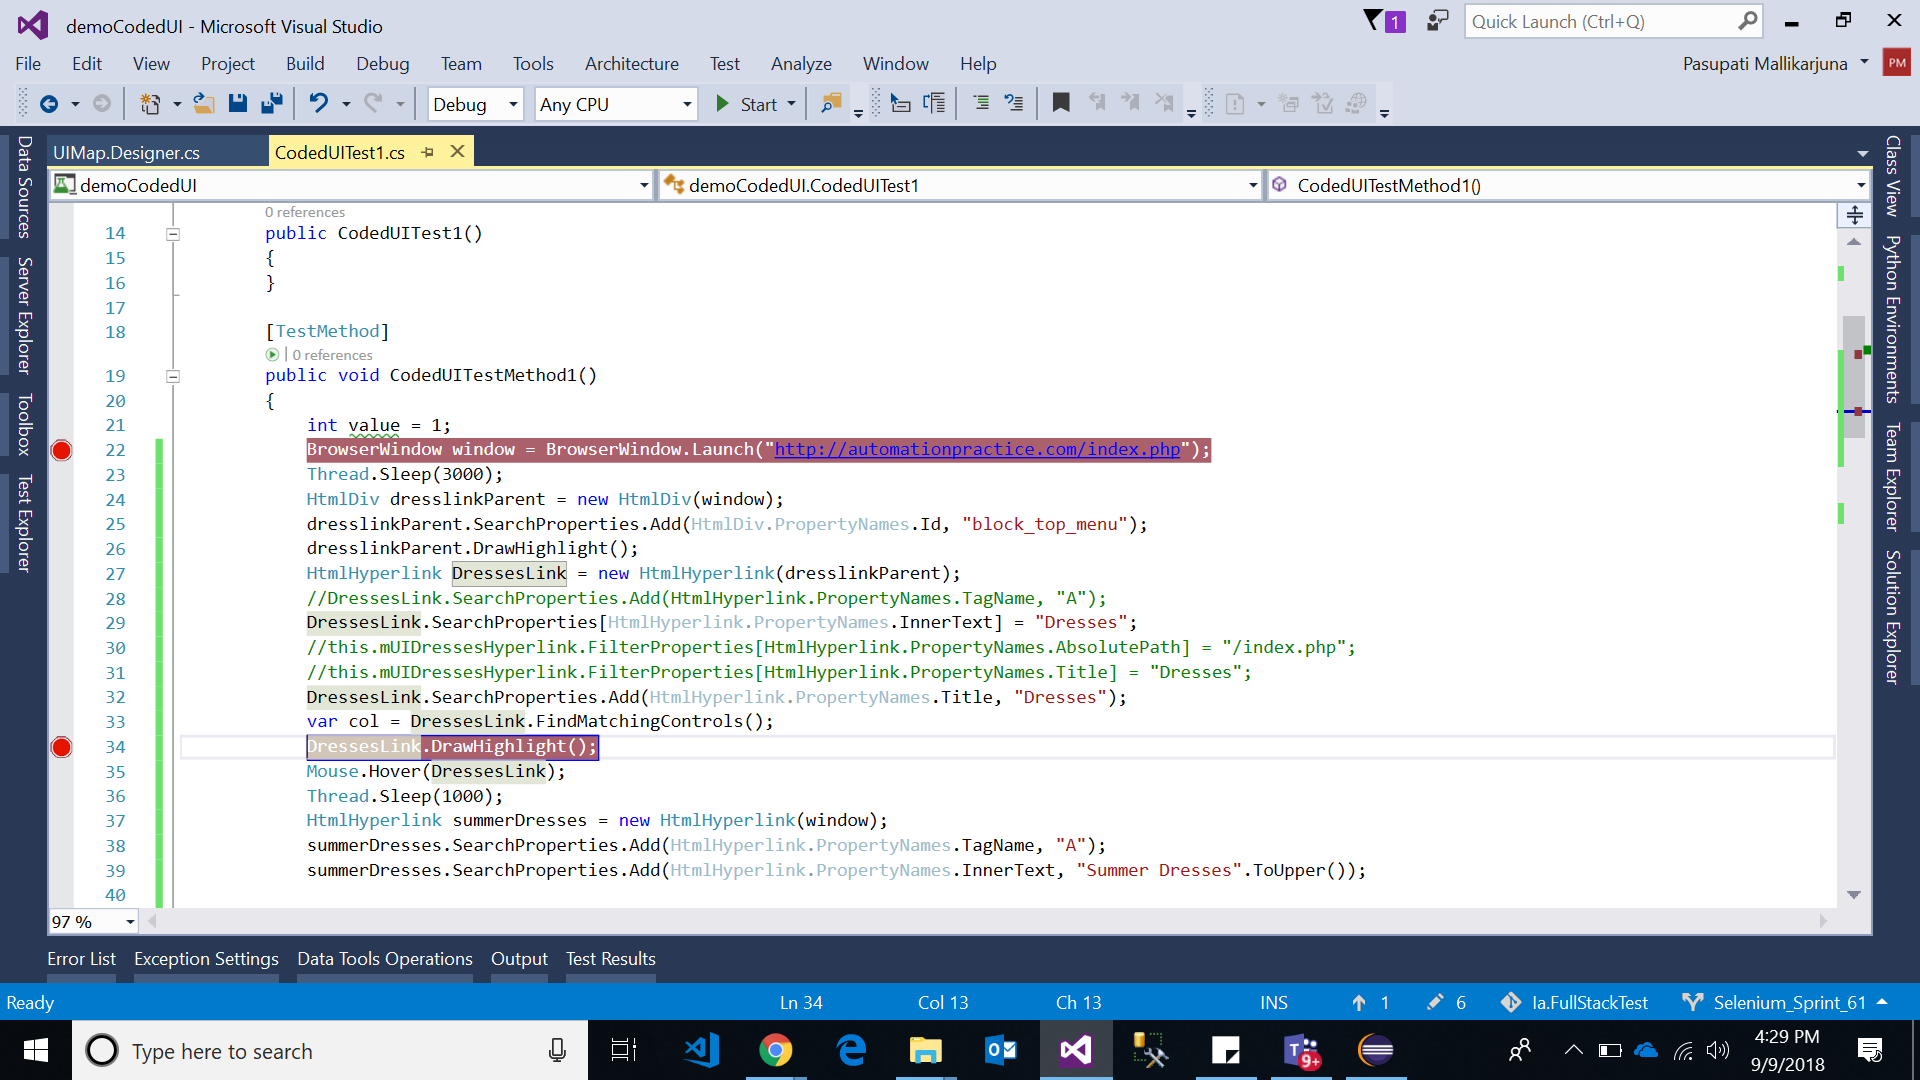 demoCodedUI - Microsoft Visual Studio
1
Quick Launch (Ctrl+Q)
File Edit View Project Build Debug Team Tools Architecture Test Analyze Window Help
Pasupati Mallikarjuna PM
Debug Any CPU Start
UIMap.Designer.cs CodedUITest1.cs
demoCodedUI demoCodedUI.CodedUITest1 CodedUITestMethod1()
Data Sources
Server Explorer
Toolbox
Test Explorer
0 references
14 public CodedUITest1()
15 {
16 }
17
18 [TestMethod]
0 references
19 public void CodedUITestMethod1()
20 {
21 int value = 1;
22 BrowserWindow window = BrowserWindow.Launch("http://automationpractice.com/index.php");
23 Thread.Sleep(3000);
24 HtmlDiv dresslinkParent = new HtmlDiv(window);
25 dresslinkParent.SearchProperties.Add(HtmlDiv.PropertyNames.Id, "block_top_menu");
26 dresslinkParent.DrawHighlight();
27 HtmlHyperlink DressesLink = new HtmlHyperlink(dresslinkParent);
28 //DressesLink.SearchProperties.Add(HtmlHyperlink.PropertyNames.TagName, "A");
29 DressesLink.SearchProperties[HtmlHyperlink.PropertyNames.InnerText] = "Dresses";
30 //this.mUIDressesHyperlink.FilterProperties[HtmlHyperlink.PropertyNames.AbsolutePath] = "/index.php";
31 //this.mUIDressesHyperlink.FilterProperties[HtmlHyperlink.PropertyNames.Title] = "Dresses";
32 DressesLink.SearchProperties.Add(HtmlHyperlink.PropertyNames.Title, "Dresses");
33 var col = DressesLink.FindMatchingControls();
34 DressesLink.DrawHighlight();
35 Mouse.Hover(DressesLink);
36 Thread.Sleep(1000);
37 HtmlHyperlink summerDresses = new HtmlHyperlink(window);
38 summerDresses.SearchProperties.Add(HtmlHyperlink.PropertyNames.TagName, "A");
39 summerDresses.SearchProperties.Add(HtmlHyperlink.PropertyNames.InnerText, "Summer Dresses".ToUpper());
40
Class View
Python Environments
Team Explorer
Solution Explorer
97 %
Error List Exception Settings Data Tools Operations Output Test Results
Ready Ln 34 Col 13 Ch 13 INS 1 6 Ia.FullStackTest Selenium_Sprint_61
Type here to search
9+
4:29 PM
9/9/2018